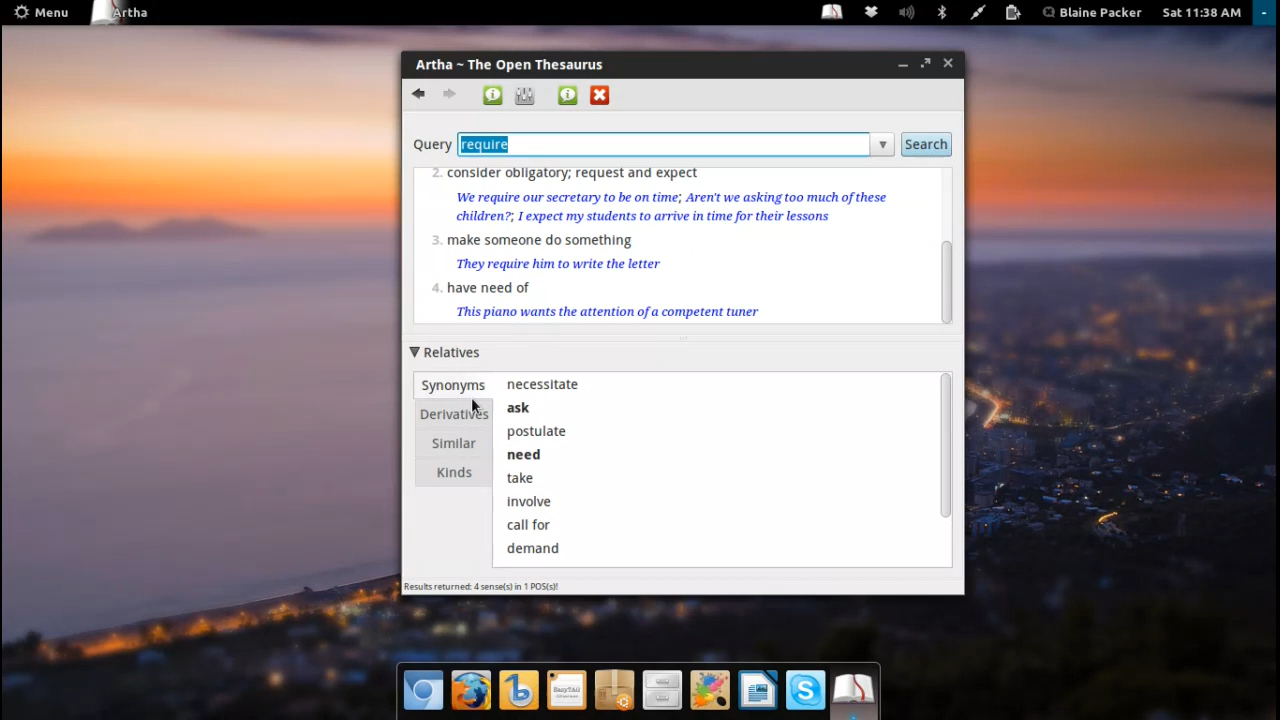 Menu
Artha
Blaine Packer
Sat 11:38 AM
Artha ~ The Open Thesaurus
Query
require
Search
2. consider obligatory; request and expect
We require our secretary to be on time; Aren't we asking too much of these
children?; I expect my students to arrive in time for their lessons
3. make someone do something
They require him to write the letter
4. have need of
This piano wants the attention of a competent tuner
Relatives
Synonyms
Derivatives
Similar
Kinds
necessitate
ask
postulate
need
take
involve
call for
demand
Results returned: 4 sense(s) in 1 POS(s)!